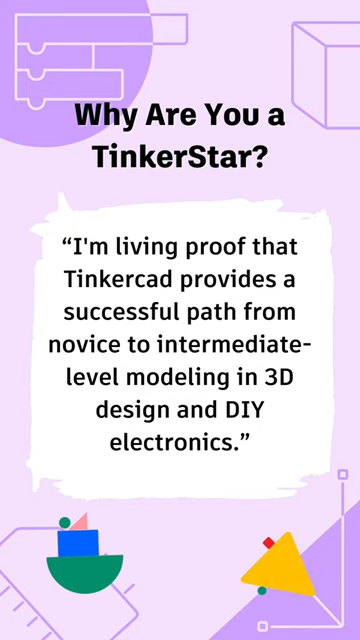 Why Are You a
TinkerStar?
“I'm living proof that
Tinkercad provides a
successful path from
novice to intermediate-
level modeling in 3D
design and DIY
electronics.”